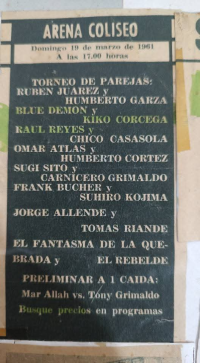 ARENA COLISEO
Domingo 19 de marzo de 1961
A las 17.00 horas
TORNEO DE PAREJAS:
RUBEN JUAREZ y
HUMBERTO GARZA
BLUE DEMON y
KIKO CORCEGA
RAUL REYES y
CHICO CASASOLA
OMAR ATLAS y
HUMBERTO CORTEZ
SUGI SITO y
CARNICERO GRIMALDO
FRANK BUCHER y
SUHIRO KOJIMA
JORGE ALLENDE y
TOMAS RIANDE
EL FANTASMA DE LA QUE-
BRADA y EL REBELDE
PRELIMINAR A 1 CAIDA:
Mar Allah vs. Tony Grimaldo
Busque precios en programas